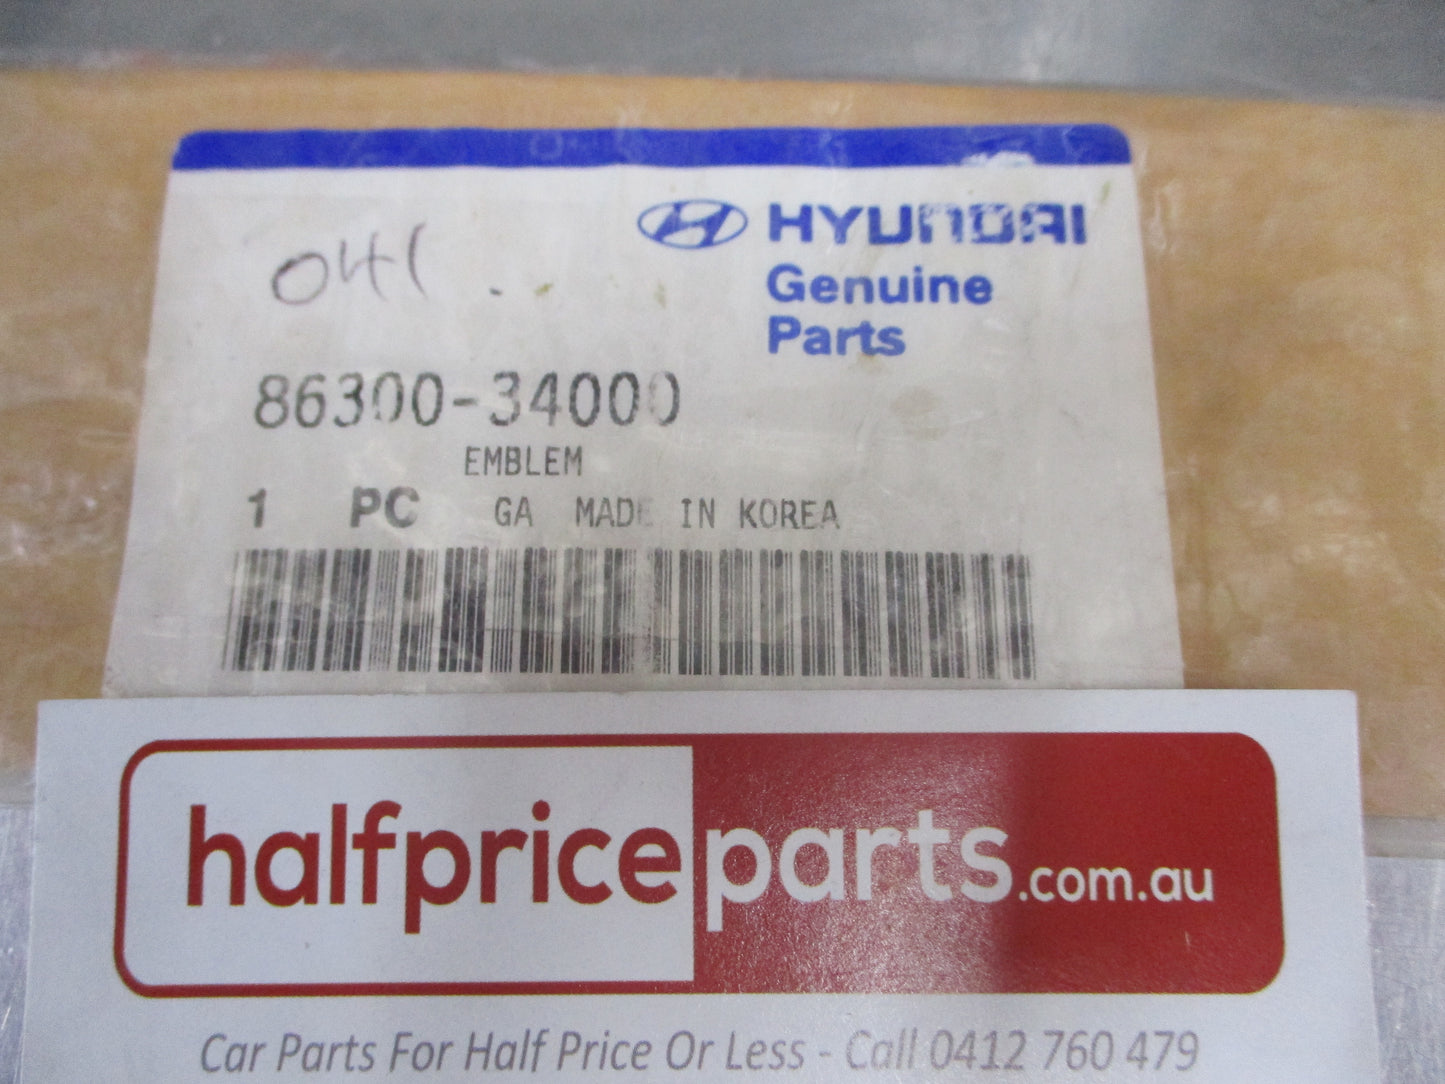 HYUNDAI
Genuine
Parts
041
86300-34000
EMBLEM
1 PC GA MADE IN KOREA
halfpriceparts.com.au
Car Parts For Half Price Or Less - Call 0412 760 479